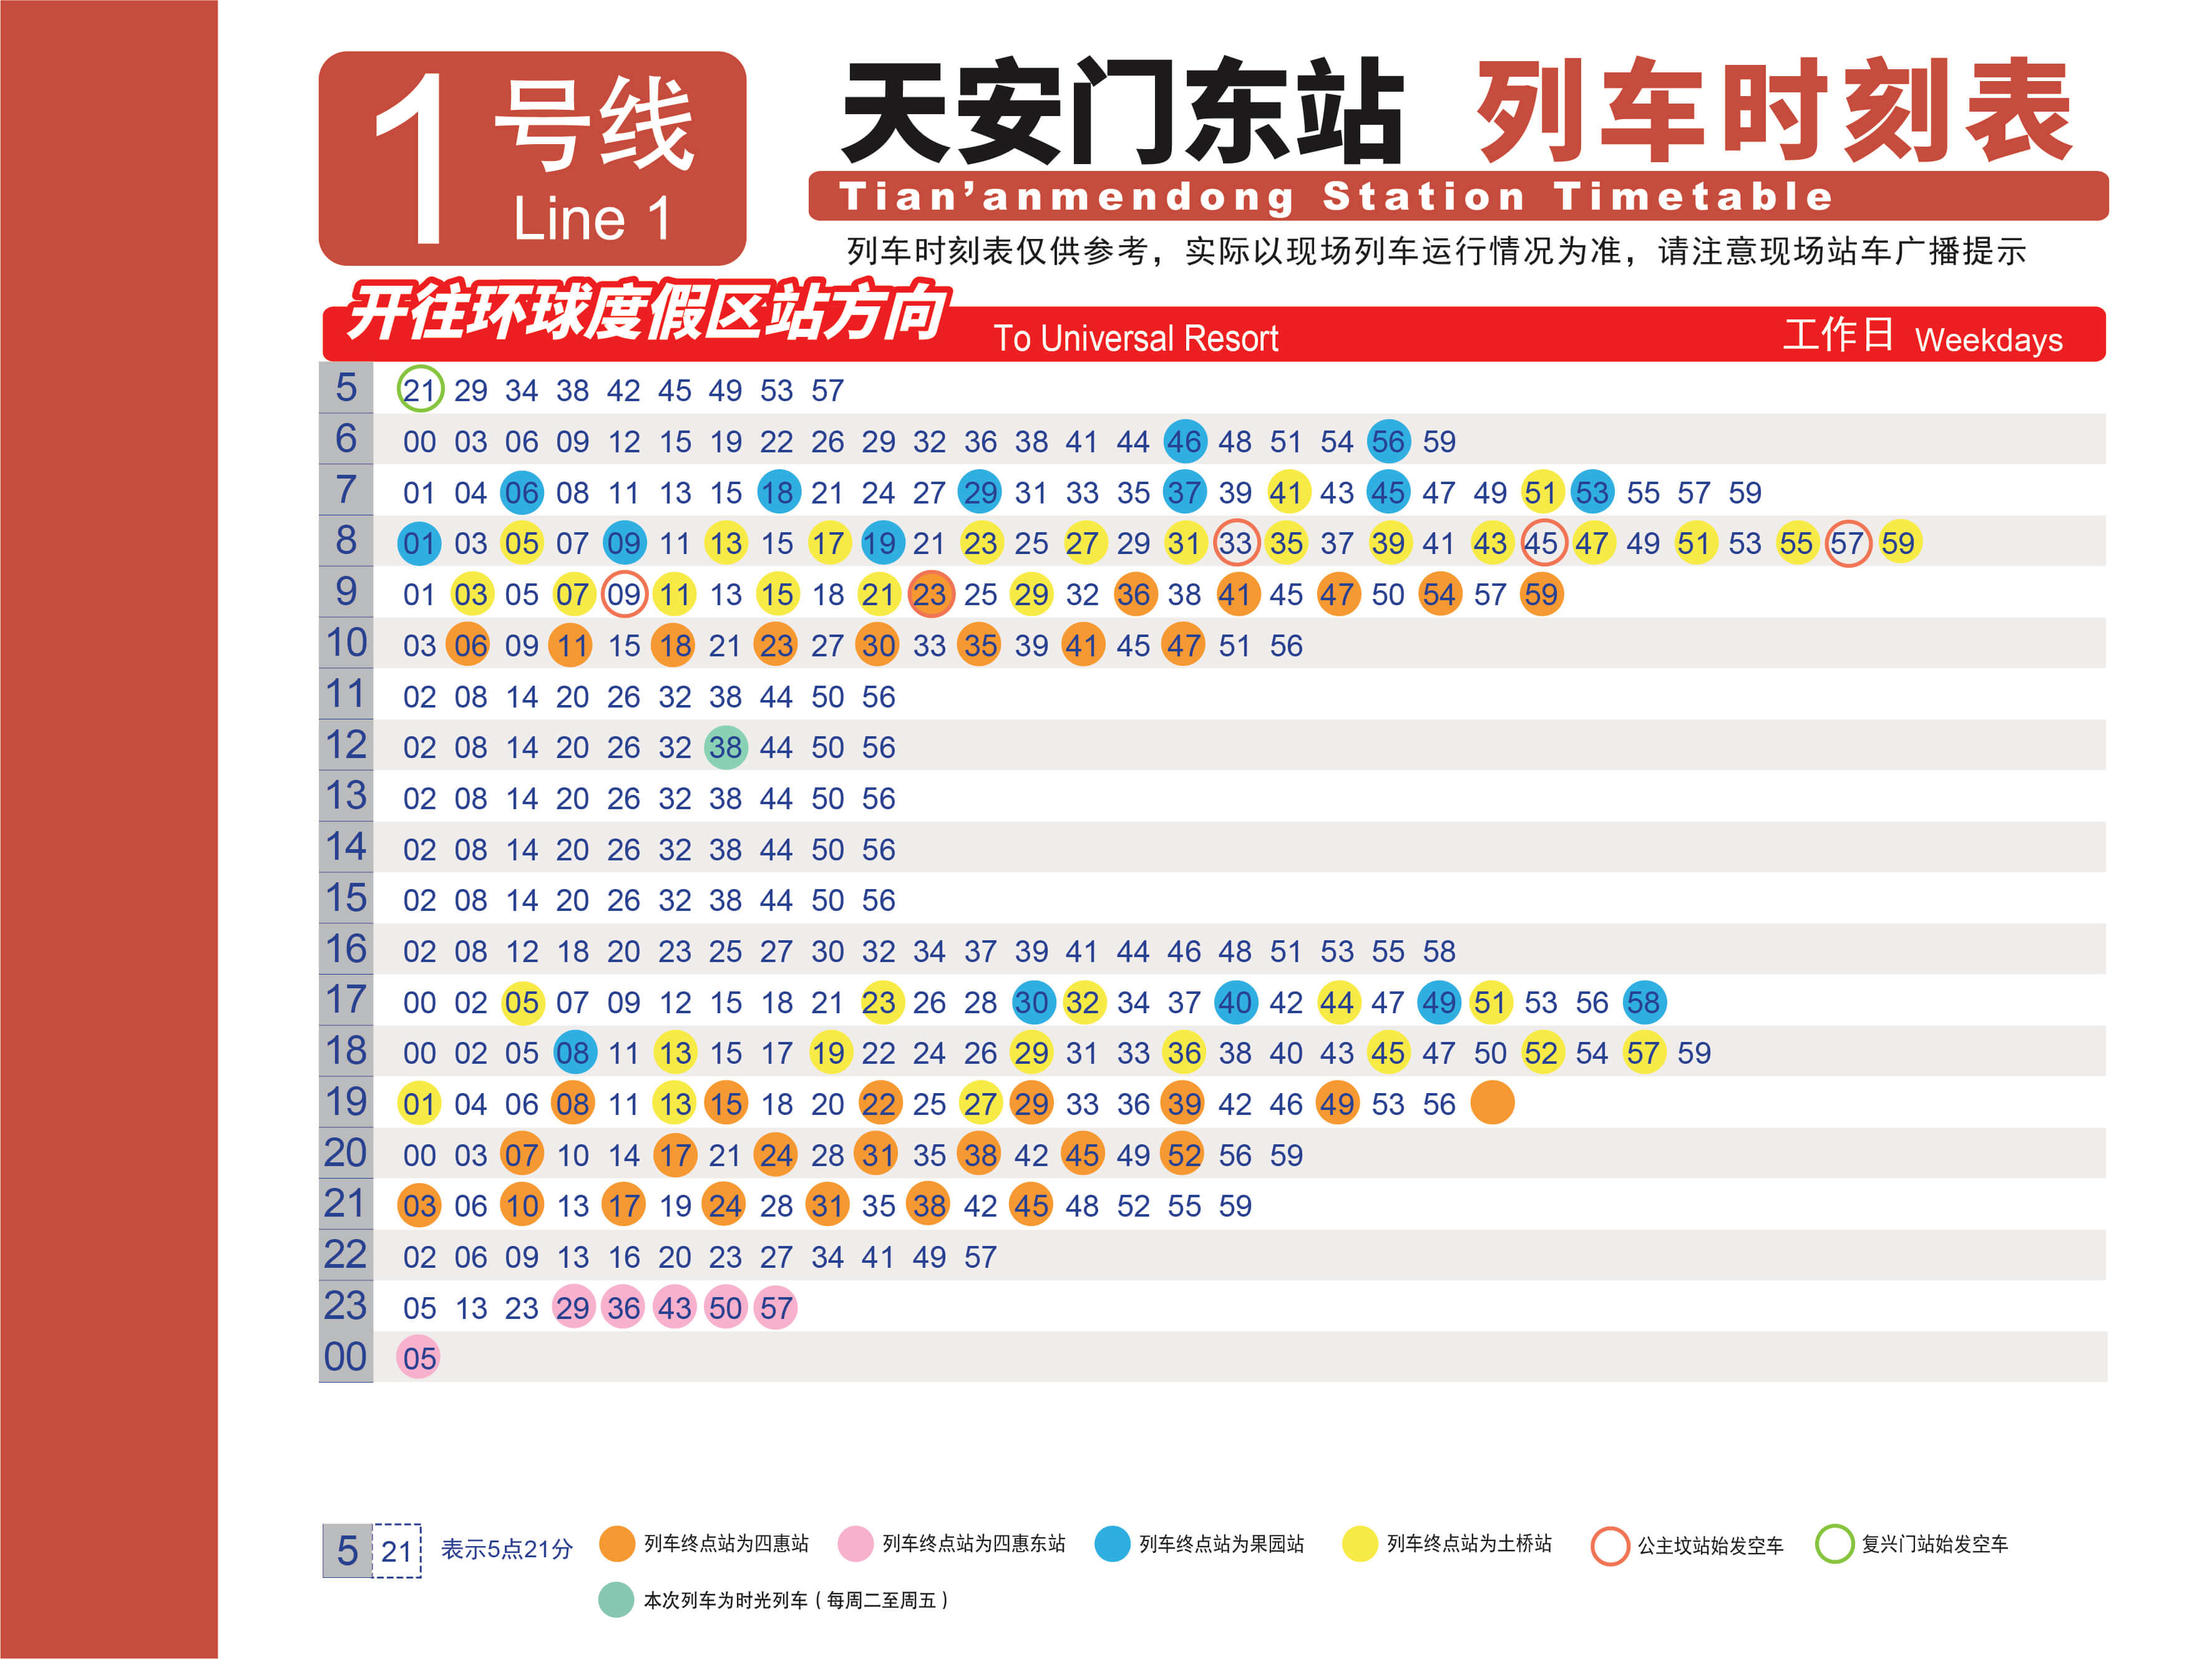 1号线
Line 1
天安门东站 列车时刻表
Tian’anmendong Station Timetable
列车时刻表仅供参考，实际以现场列车运行情况为准，请注意现场站车广播提示
开往环球度假区站方向 To Universal Resort 工作日 Weekdays
5 21 29 34 38 42 45 49 53 57
6 00 03 06 09 12 15 19 22 26 29 32 36 38 41 44 46 48 51 54 56 59
7 01 04 06 08 11 13 15 18 21 24 27 29 31 33 35 37 39 41 43 45 47 49 51 53 55 57 59
8 01 03 05 07 09 11 13 15 17 19 21 23 25 27 29 31 33 35 37 39 41 43 45 47 49 51 53 55 57 59
9 01 03 05 07 09 11 13 15 18 21 23 25 29 32 36 38 41 45 47 50 54 57 59
10 03 06 09 11 15 18 21 23 27 30 33 35 39 41 45 47 51 56
11 02 08 14 20 26 32 38 44 50 56
12 02 08 14 20 26 32 38 44 50 56
13 02 08 14 20 26 32 38 44 50 56
14 02 08 14 20 26 32 38 44 50 56
15 02 08 14 20 26 32 38 44 50 56
16 02 08 12 18 20 23 25 27 30 32 34 37 39 41 44 46 48 51 53 55 58
17 00 02 05 07 09 12 15 18 21 23 26 28 30 32 34 37 40 42 44 47 49 51 53 56 58
18 00 02 05 08 11 13 15 17 19 22 24 26 29 31 33 36 38 40 43 45 47 50 52 54 57 59
19 01 04 06 08 11 13 15 18 20 22 25 27 29 33 36 39 42 46 49 53 56
20 00 03 07 10 14 17 21 24 28 31 35 38 42 45 49 52 56 59
21 03 06 10 13 17 19 24 28 31 35 38 42 45 48 52 55 59
22 02 06 09 13 16 20 23 27 34 41 49 57
23 05 13 23 29 36 43 50 57
00 05
5 21 表示5点21分 列车终点站为四惠站 列车终点站为四惠东站 列车终点站为果园站 列车终点站为土桥站 公主坟站始发空车 复兴门站始发空车
本次列车为时光列车（每周二至周五）